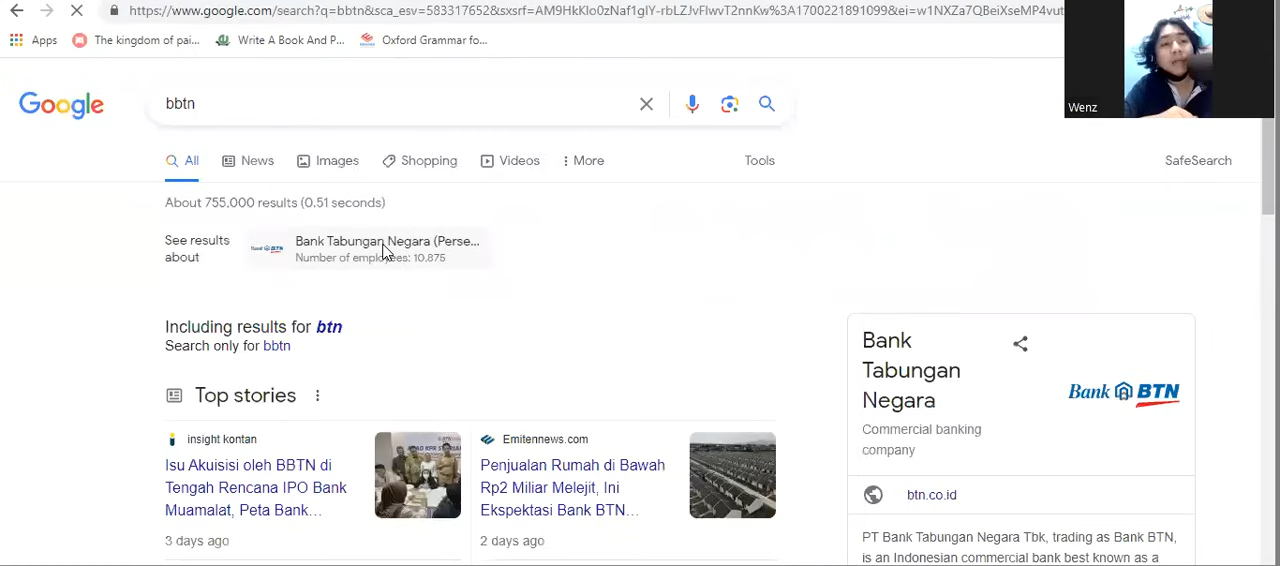 https://www.google.com/search?q=bbtn&sca_esv=583317652&sxsrf=
Apps
The kingdom of pai...
Write A Book And P...
Oxford Grammar fo...
Wenz
Google
bbtn
All
News
Images
Shopping
Videos
More
Tools
SafeSearch
About 755.000 results (0.51 seconds)
See results
about
Bank BTN
Bank Tabungan Negara (Perse...
Number of employees: 10.875
Including results for btn
Search only for bbtn
Top stories
insight kontan
Isu Akuisisi oleh BBTN di
Tengah Rencana IPO Bank
Muamalat, Peta Bank...
3 days ago
Emitennews.com
Penjualan Rumah di Bawah
Rp2 Miliar Melejit, Ini
Ekspektasi Bank BTN...
2 days ago
Bank
Tabungan
Negara
Bank BTN
Commercial banking
company
btn.co.id
PT Bank Tabungan Negara Tbk, trading as Bank BTN,
is an Indonesian commercial bank best known as a